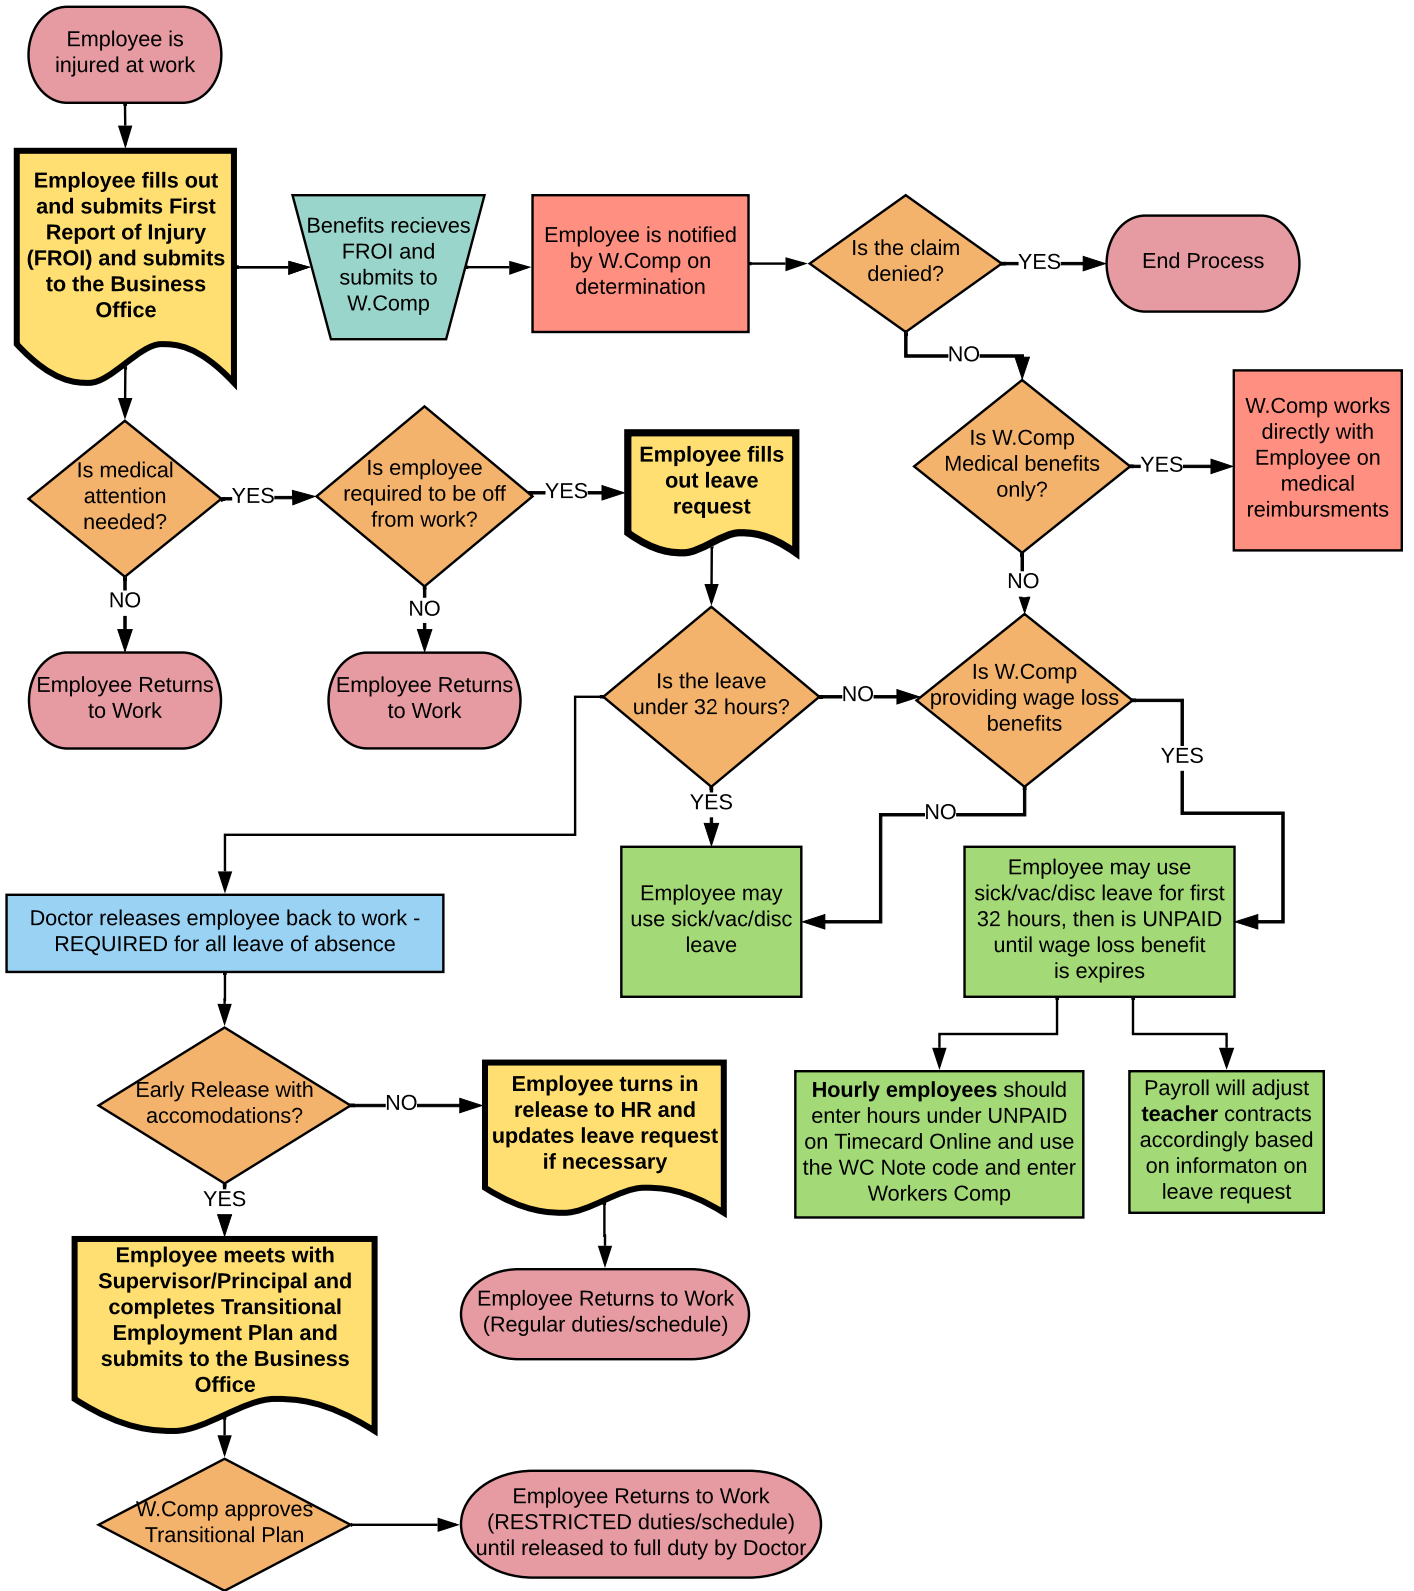 Employee is
injured at work
Employee fills out
and submits First
Report of Injury
(FROI) and submits
to the Business
Office
Benefits recieves
FROI and
submits to
W.Comp
Employee is notified
by W.Comp on
determination
Is the claim
denied?
YES
End Process
NO
Is W.Comp
Medical benefits
only?
YES
W.Comp works
directly with
Employee on
medical
reimbursments
Is medical
attention
needed?
YES
Is employee
required to be off
from work?
YES
Employee fills
out leave
request
NO
NO
NO
Employee Returns
to Work
Employee Returns
to Work
Is the leave
under 32 hours?
NO
Is W.Comp
providing wage loss
benefits
YES
YES
NO
Employee may
use sick/vac/disc
leave
Employee may use
sick/vac/disc leave for first
32 hours, then is UNPAID
until wage loss benefit
is expires
Doctor releases employee back to work -
REQUIRED for all leave of absence
Early Release with
accomodations?
NO
Employee turns in
release to HR and
updates leave request
if necessary
Hourly employees should
enter hours under UNPAID
on Timecard Online and use
the WC Note code and enter
Workers Comp
Payroll will adjust
teacher contracts
accordingly based
on informaton on
leave request
YES
Employee meets with
Supervisor/Principal and
completes Transitional
Employment Plan and
submits to the Business
Office
Employee Returns to Work
(Regular duties/schedule)
W.Comp approves
Transitional Plan
Employee Returns to Work
(RESTRICTED duties/schedule)
until released to full duty by Doctor